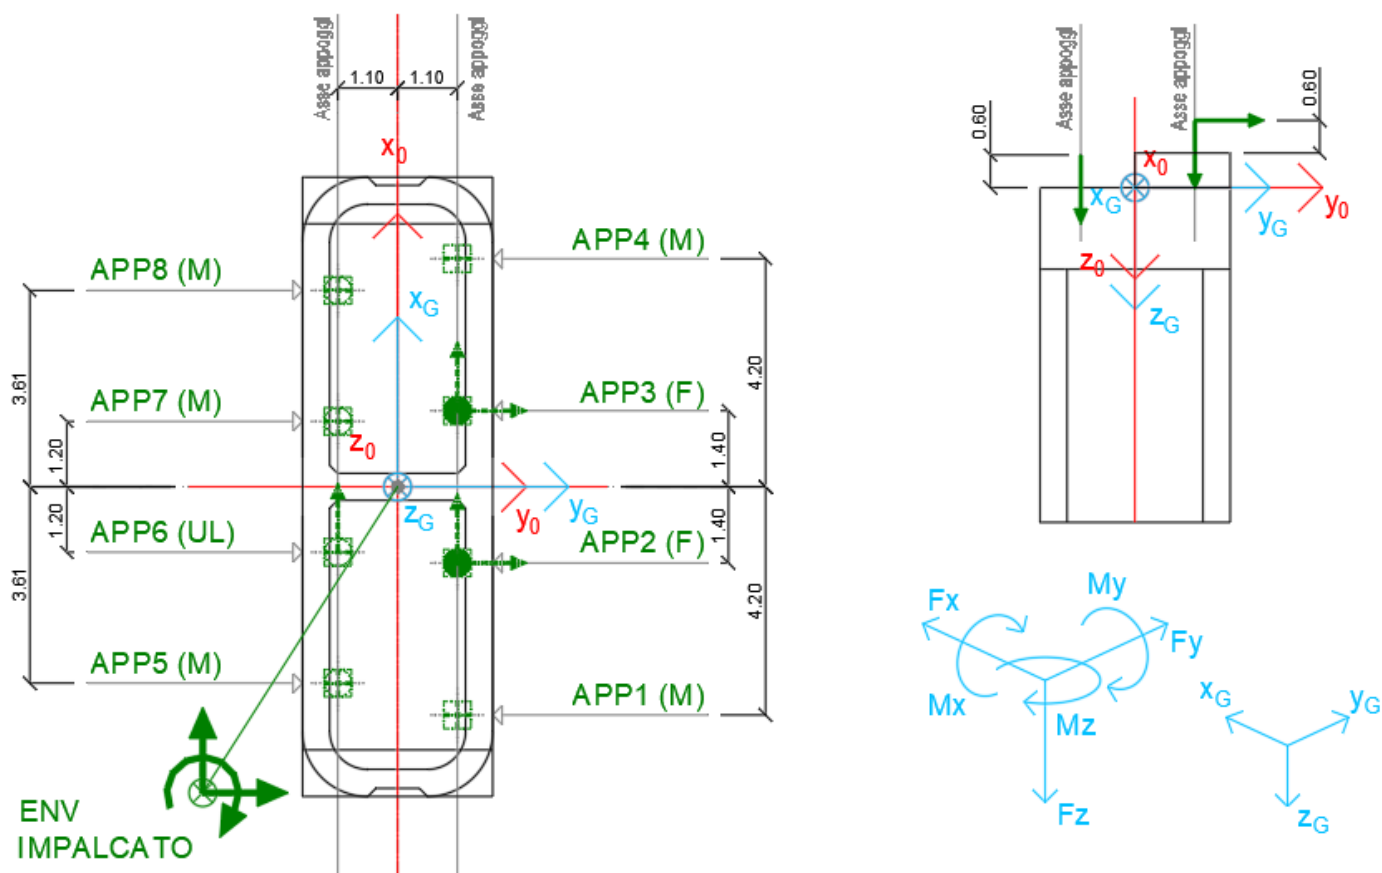 Asse appoggi
1.10
1.10
Asse appoggi
x0
APP8 (M)
APP4 (M)
xG
3.61
APP7 (M)
APP3 (F)
4.20
1.20
z0
1.40
zG
y0
yG
1.20
APP6 (UL)
APP2 (F)
1.40
3.61
4.20
APP5 (M)
APP1 (M)
ENV
IMPALCATO
Asse appoggi
Asse appoggi
0.60
0.60
x0
xG
yG
y0
z0
zG
Fx
My
Fy
Mx
Mz
Fz
xG
yG
zG